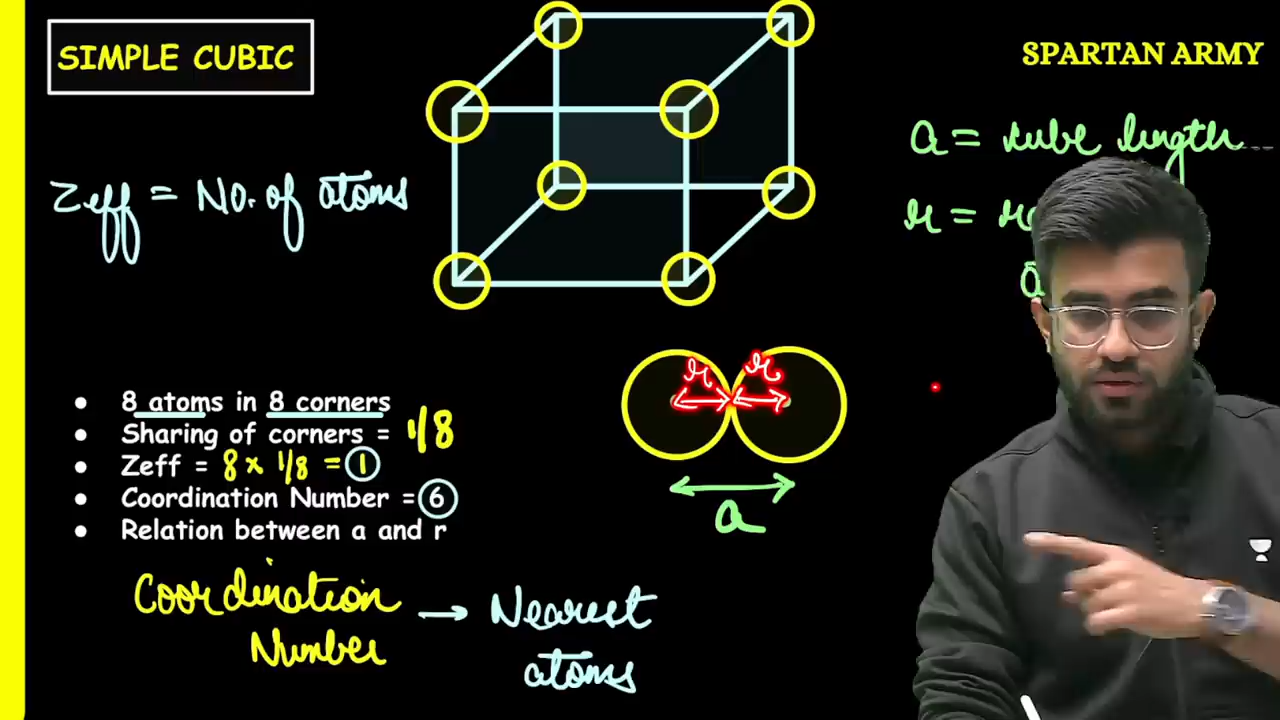 SIMPLE CUBIC
SPARTAN ARMY
a = cube length
Zeff = No. of atoms
r =
8 atoms in 8 corners
Sharing of corners = 1/8
Zeff = 8 x 1/8 = 1
Coordination Number = 6
Relation between a and r
r r
a
Coordination → Nearest
Number atoms